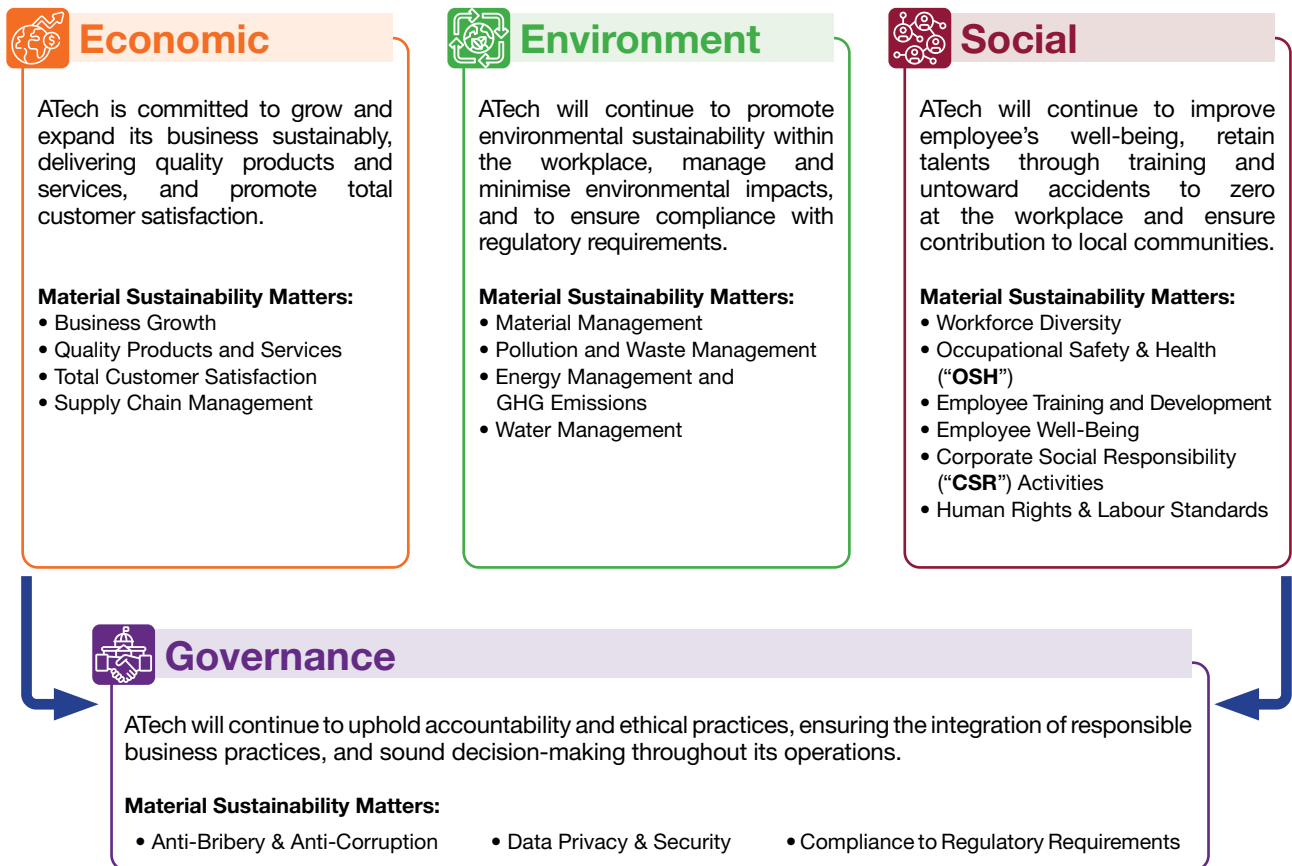 Economic
ATech is committed to grow and
expand its business sustainably,
delivering quality products and
services, and promote total
customer satisfaction.
Material Sustainability Matters:
• Business Growth
• Quality Products and Services
• Total Customer Satisfaction
• Supply Chain Management
Environment
ATech will continue to promote
environmental sustainability within
the workplace, manage and
minimise environmental impacts,
and to ensure compliance with
regulatory requirements.
Material Sustainability Matters:
• Material Management
• Pollution and Waste Management
• Energy Management and
GHG Emissions
• Water Management
Social
ATech will continue to improve
employee's well-being, retain
talents through training and
untoward accidents to zero
at the workplace and ensure
contribution to local communities.
Material Sustainability Matters:
• Workforce Diversity
• Occupational Safety & Health
("OSH")
• Employee Training and Development
• Employee Well-Being
• Corporate Social Responsibility
("CSR") Activities
• Human Rights & Labour Standards
Governance
ATech will continue to uphold accountability and ethical practices, ensuring the integration of responsible
business practices, and sound decision-making throughout its operations.
Material Sustainability Matters:
• Anti-Bribery & Anti-Corruption • Data Privacy & Security • Compliance to Regulatory Requirements